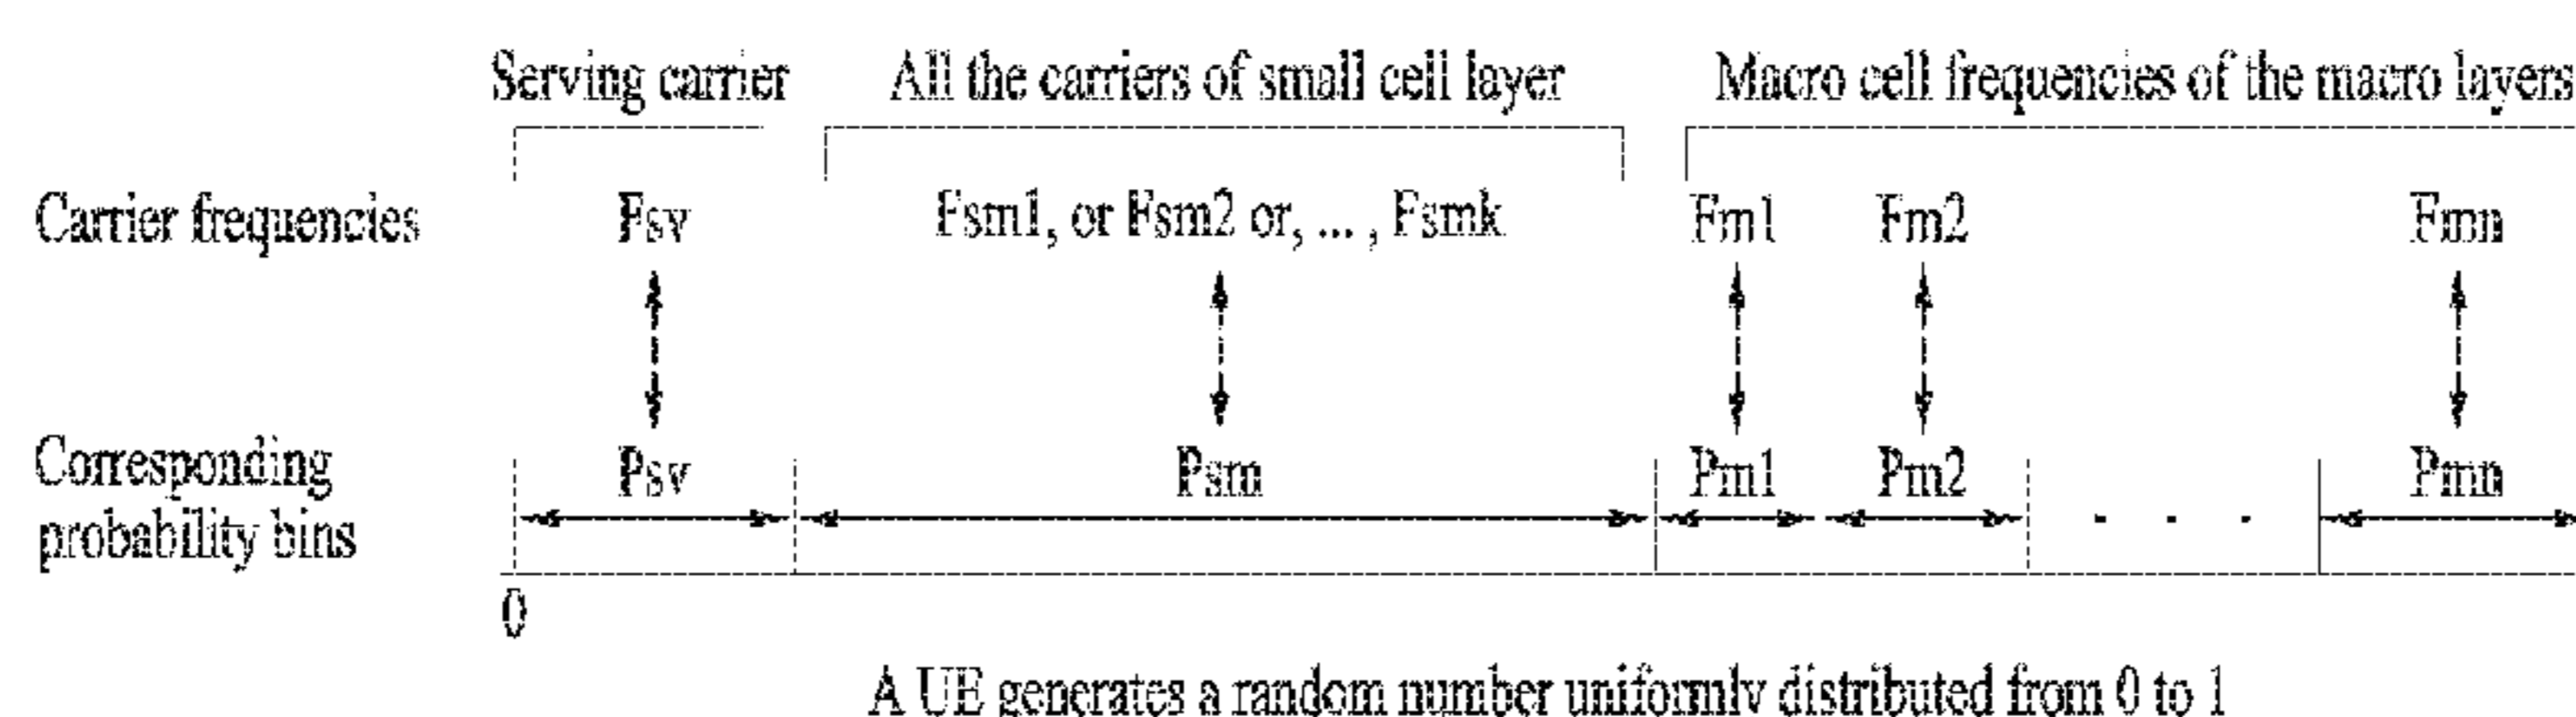 Serving carrier All the carriers of small cell layer Macro cell frequencies of the macro layers
Carrier frequencies Fsv Fsm1, or Fsm2 or, ... , Fsmk Fm1 Fm2 Fmn
Corresponding probability bins Psv Psm Pm1 Pm2 . . . Pmn
0
A UE generates a random number uniformly distributed from 0 to 1